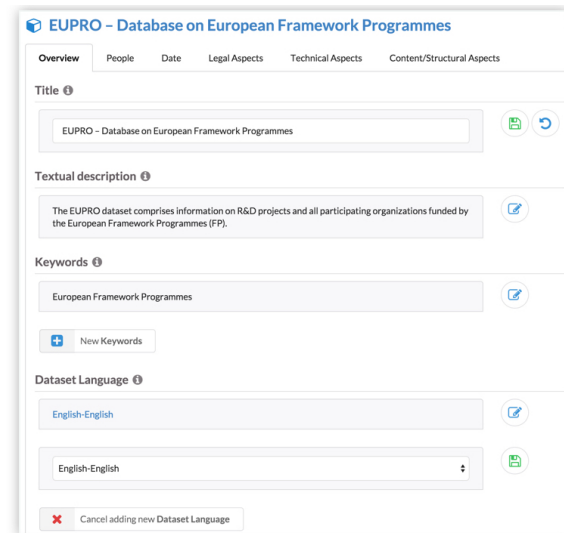 EUPRO – Database on European Framework Programmes
Overview People Date Legal Aspects Technical Aspects Content/Structural Aspects
Title
EUPRO – Database on European Framework Programmes
Textual description
The EUPRO dataset comprises information on R&D projects and all participating organizations funded by
the European Framework Programmes (FP).
Keywords
European Framework Programmes
New Keywords
Dataset Language
English-English
English-English
Cancel adding new Dataset Language